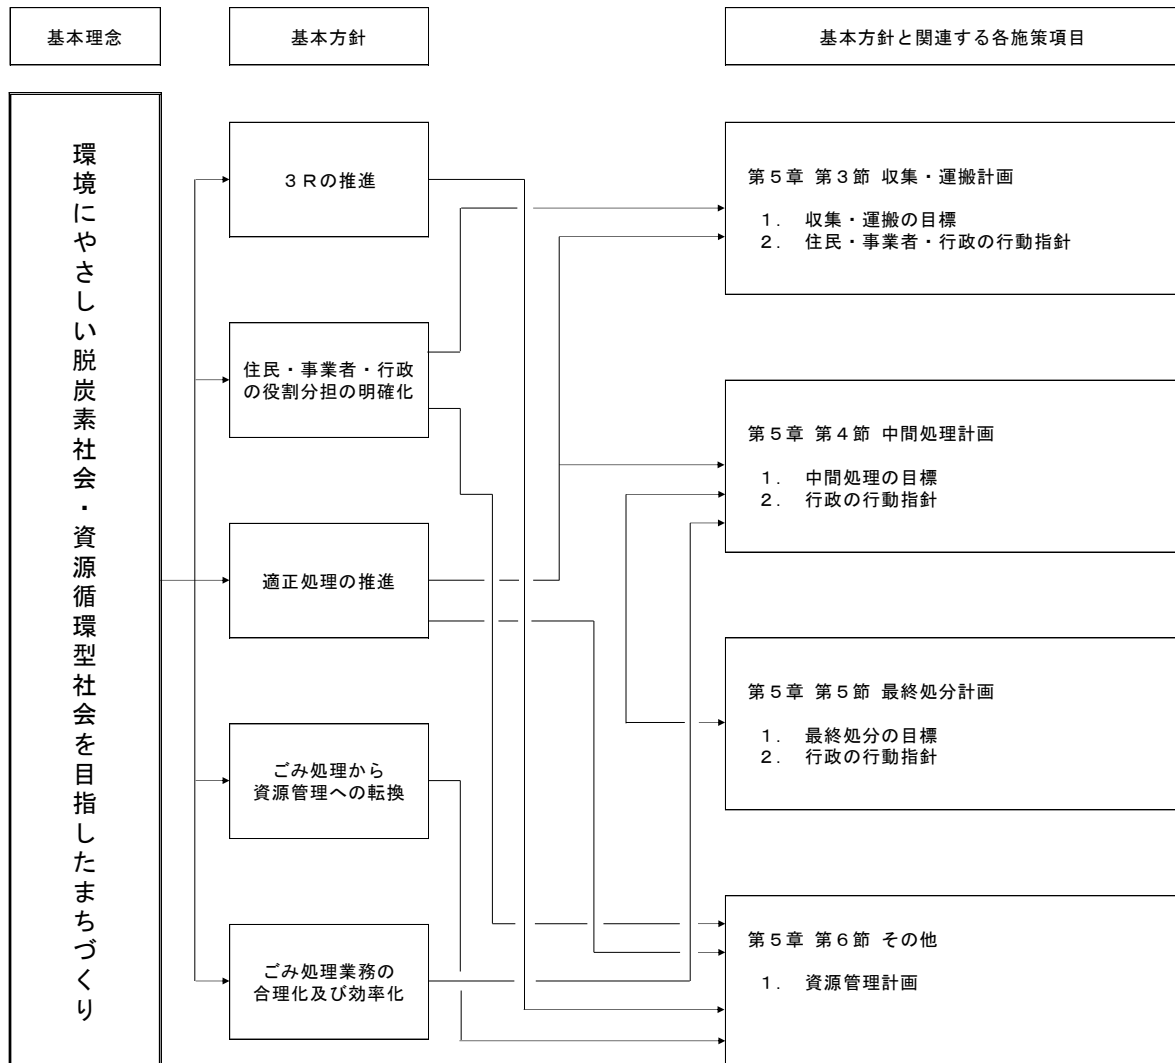 基本理念
基本方針
基本方針と関連する各施策項目
環境にやさしい脱炭素社会・資源循環型社会を目指したまちづくり
３Ｒの推進
住民・事業者・行政
の役割分担の明確化
適正処理の推進
ごみ処理から
資源管理への転換
ごみ処理業務の
合理化及び効率化
第５章 第３節 収集・運搬計画
１． 収集・運搬の目標
２． 住民・事業者・行政の行動指針
第５章 第４節 中間処理計画
１． 中間処理の目標
２． 行政の行動指針
第５章 第５節 最終処分計画
１． 最終処分の目標
２． 行政の行動指針
第５章 第６節 その他
１． 資源管理計画